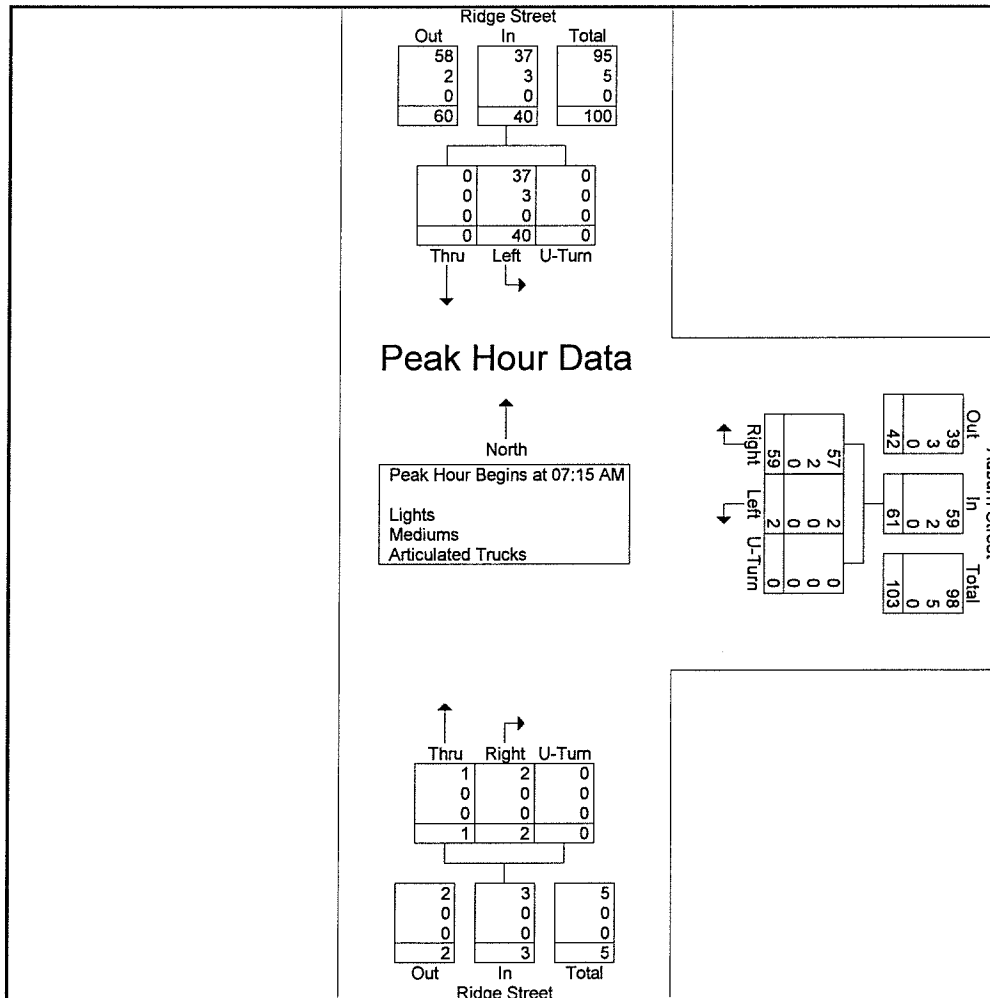 Ridge Street
Out In Total
58 37 95
2 3 5
0 0 0
60 40 100
0 37 0
0 3 0
0 0 0
0 40 0
Thru Left U-Turn
Peak Hour Data
North
Peak Hour Begins at 07:15 AM
Lights
Mediums
Articulated Trucks
Street
Out In Total
39 59 98
3 2 5
0 0 0
42 61 103
57 2 0
2 0 0
0 0 0
59 2 0
Right Left U-Turn
Thru Right U-Turn
1 2 0
0 0 0
0 0 0
1 2 0
2 3 5
0 0 0
0 0 0
2 3 5
Out In Total
Ridge Street